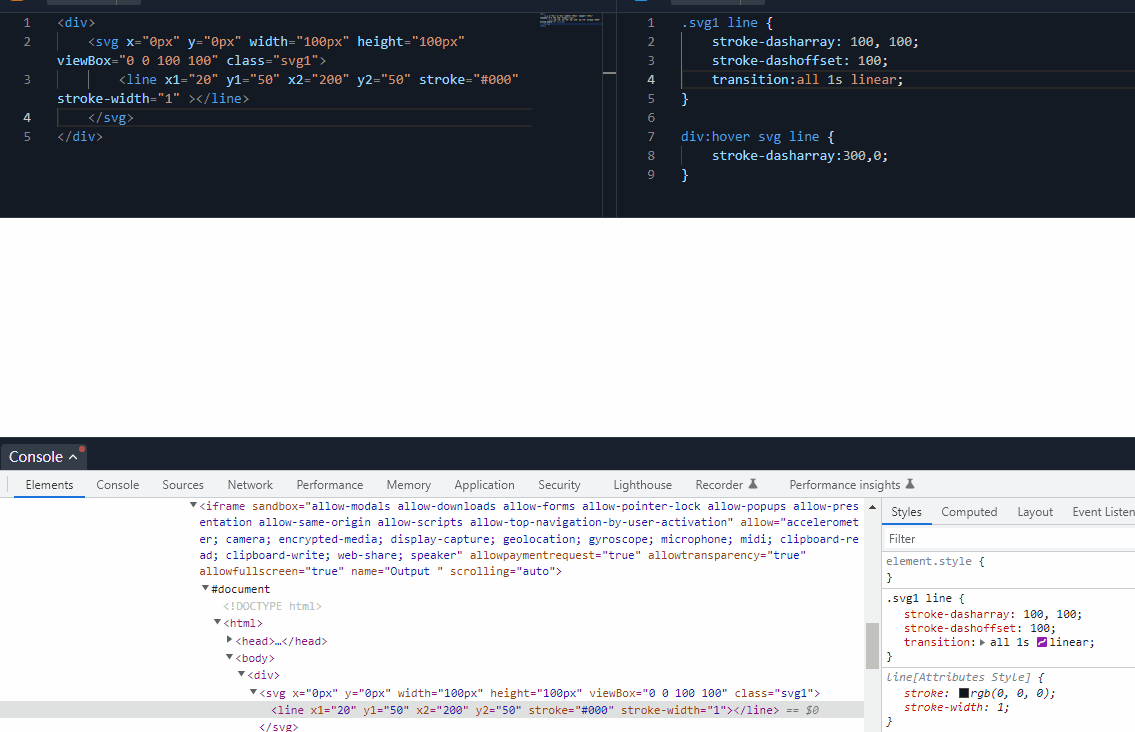 1 <div>
2 <svg x="0px" y="0px" width="100px" height="100px"
viewBox="0 0 100 100" class="svg1">
3 <line x1="20" y1="50" x2="200" y2="50" stroke="#000"
stroke-width="1" ></line>
4 </svg>
5 </div>
1 .svg1 line {
2 stroke-dasharray: 100, 100;
3 stroke-dashoffset: 100;
4 transition:all 1s linear;
5 }
6
7 div:hover svg line {
8 stroke-dasharray:300,0;
9 }
Console
Elements Console Sources Network Performance Memory Application Security Lighthouse Recorder Performance insights
<iframe sandbox="allow-modals allow-downloads allow-forms allow-pointer-lock allow-popups allow-pres
entation allow-same-origin allow-scripts allow-top-navigation-by-user-activation" allow="acceleromet
er; camera; encrypted-media; display-capture; geolocation; gyroscope; microphone; midi; clipboard-re
ad; clipboard-write; web-share; speaker" allowpaymentrequest="true" allowtransparency="true"
allowfullscreen="true" name="Output " scrolling="auto">
#document
<!DOCTYPE html>
<html>
<head>…</head>
<body>
<div>
<svg x="0px" y="0px" width="100px" height="100px" viewBox="0 0 100 100" class="svg1">
<line x1="20" y1="50" x2="200" y2="50" stroke="#000" stroke-width="1"></line> == $0
</svg>
Styles Computed Layout Event Listen
Filter
element.style {
}
.svg1 line {
stroke-dasharray: 100, 100;
stroke-dashoffset: 100;
transition: all 1s linear;
}
line[Attributes Style] {
stroke: rgb(0, 0, 0);
stroke-width: 1;
}